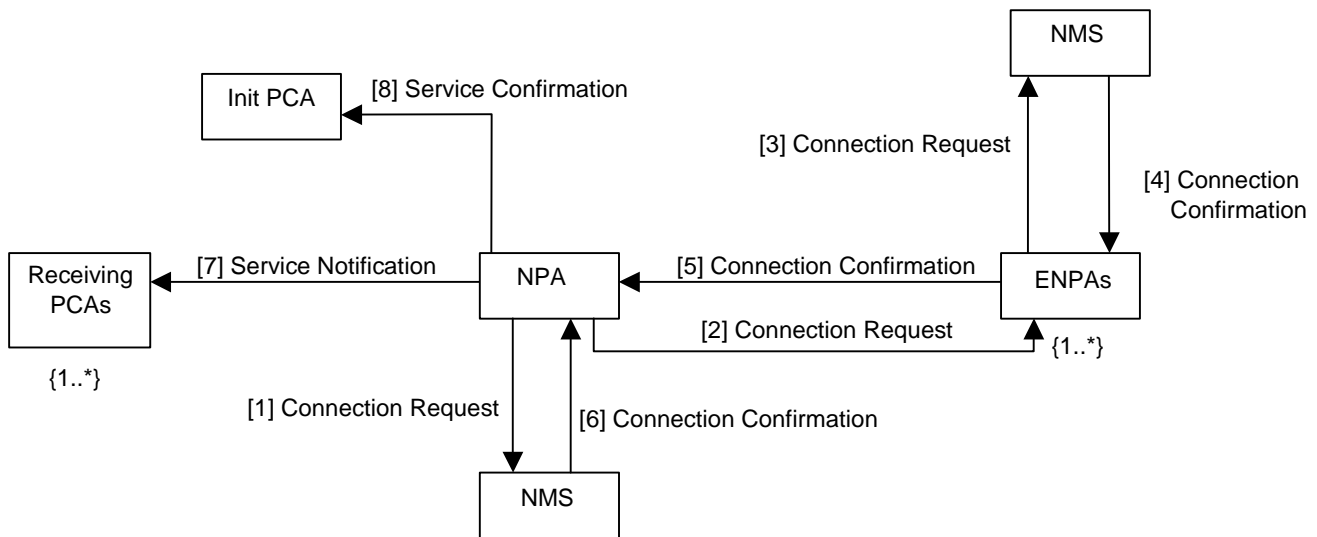 NMS
Init PCA
[8] Service Confirmation
[3] Connection Request
[4] Connection
Confirmation
Receiving
PCAs
{1..*}
[7] Service Notification
NPA
[5] Connection Confirmation
ENPAs
{1..*}
[2] Connection Request
[1] Connection Request
[6] Connection Confirmation
NMS